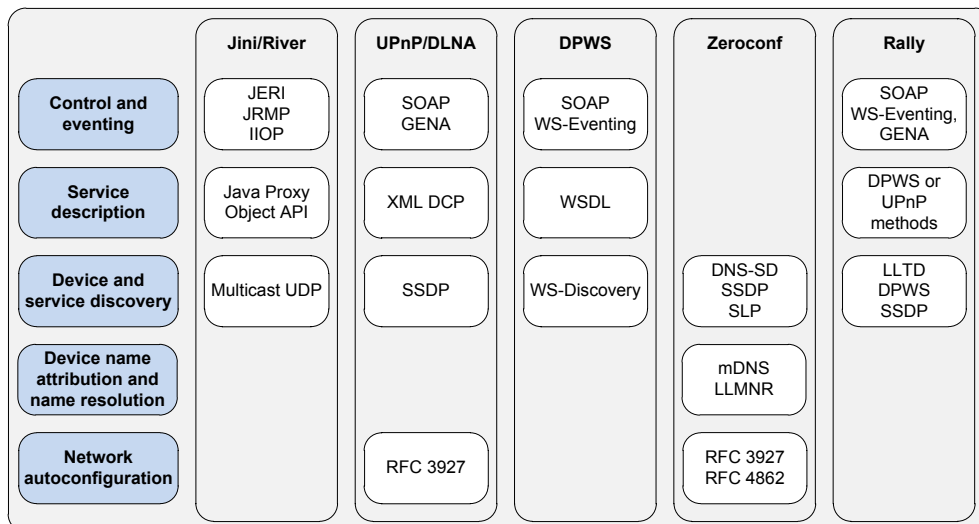 Jini/River
UPnP/DLNA
DPWS
Zeroconf
Rally
Control and
eventing
JERI
JRMP
IIOP
SOAP
GENA
SOAP
WS-Eventing
SOAP
WS-Eventing,
GENA
Service
description
Java Proxy
Object API
XML DCP
WSDL
DPWS or
UPnP
methods
Device and
service discovery
Multicast UDP
SSDP
WS-Discovery
DNS-SD
SSDP
SLP
LLTD
DPWS
SSDP
Device name
attribution and
name resolution
mDNS
LLMNR
Network
autoconfiguration
RFC 3927
RFC 3927
RFC 4862